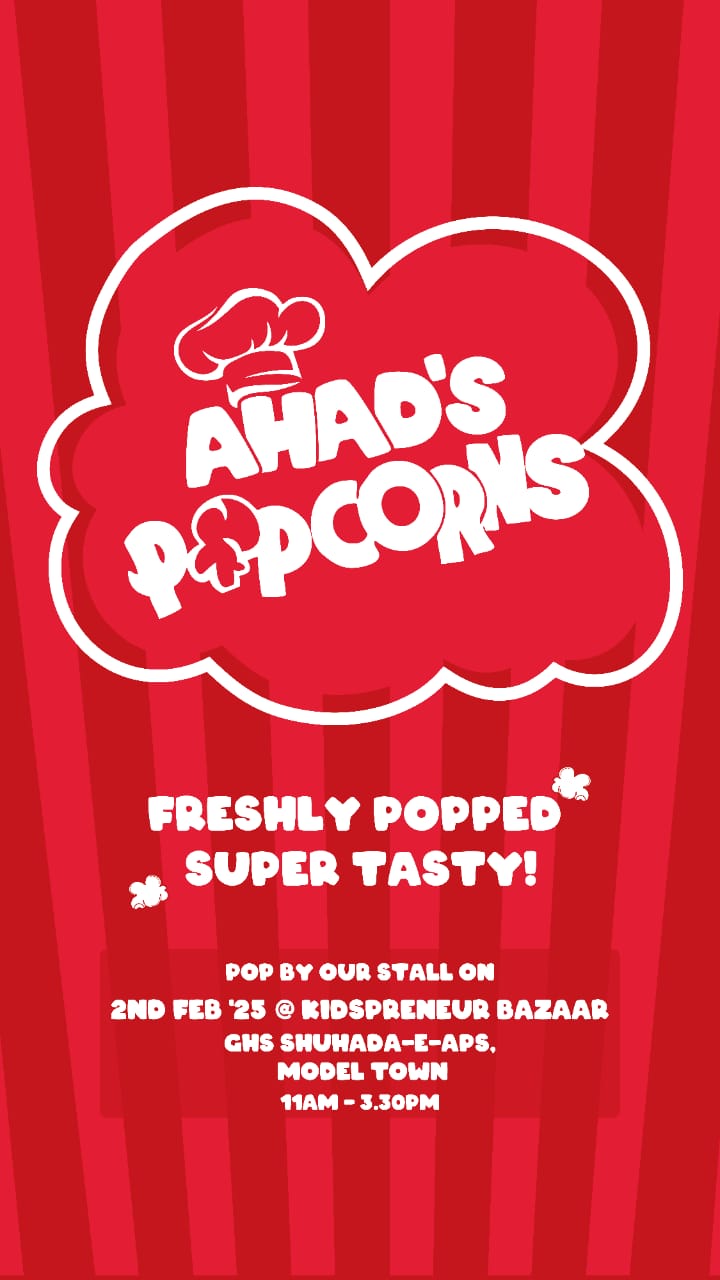 AHAD'S
POPCORNS
FRESHLY POPPED
SUPER TASTY!
POP BY OUR STALL ON
2ND FEB '25 @ KIDSPRENEUR BAZAAR
GHS SHUHADA-E-APS,
MODEL TOWN
11AM - 3.30PM